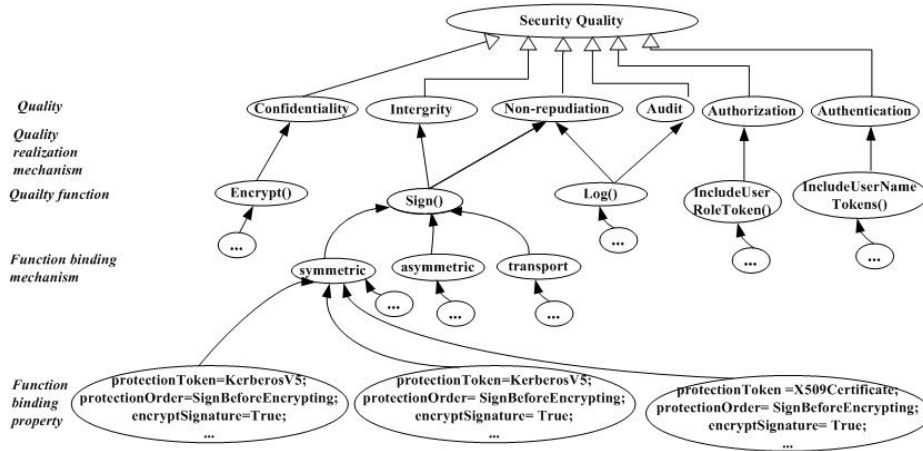 Security Quality
Quality
Confidentiality
Intergrity
Non-repudiation
Audit
Authorization
Authentication
Quality
realization
mechanism
Quailty function
Encrypt()
Sign()
Log()
IncludeUser
RoleToken()
IncludeUserName
Tokens()
...
...
...
...
Function binding
mechanism
symmetric
asymmetric
transport
...
...
...
Function
binding
property
protectionToken=KerberosV5;
protectionOrder=SignBeforeEncrypting;
encryptSignature=True;
...
protectionToken=KerberosV5;
protectionOrder= SignBeforeEncrypting;
encryptSignature= True;
...
protectionToken =X509Certificate;
protectionOrder= SignBeforeEncrypting;
encryptSignature= True;
...